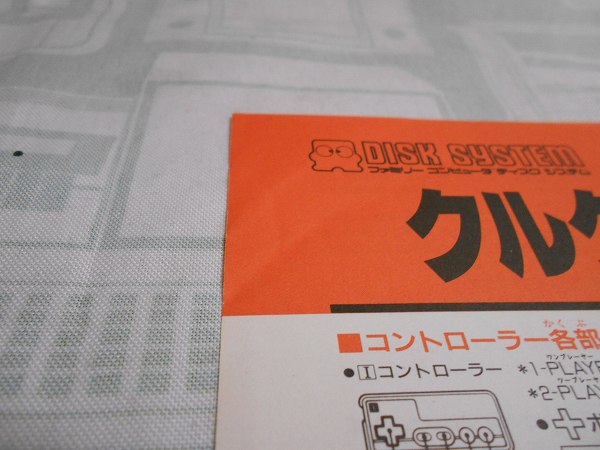 DISK SYSTEM
ファミリー コンピュータ ディスク システム
クルク
かくぶ
■コントローラー各部
ワンプレーヤー
●Iコントローラー *1-PLAYE
ツープレーヤー
*2-PLAY
I
●✚ボ